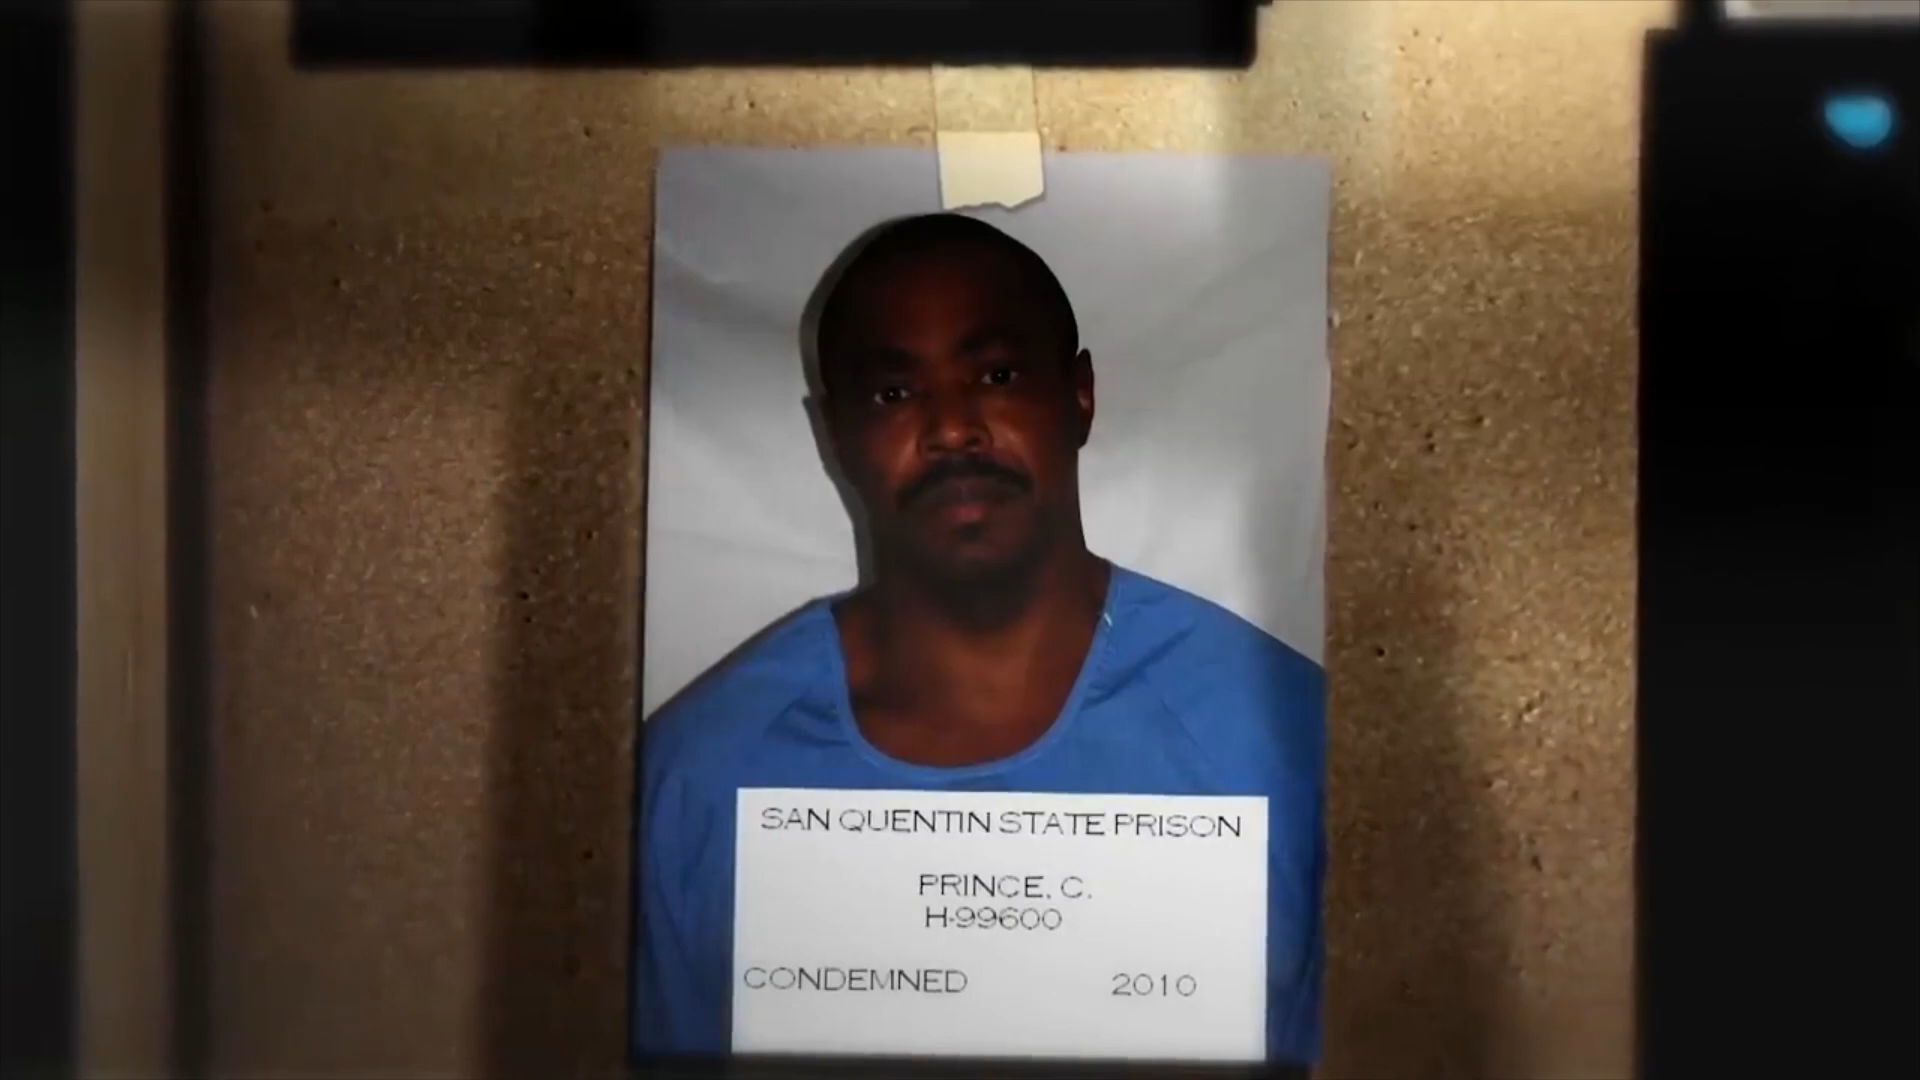 SAN QUENTIN STATE PRISON
PRINCE, C.
H-99600
CONDEMNED 2010